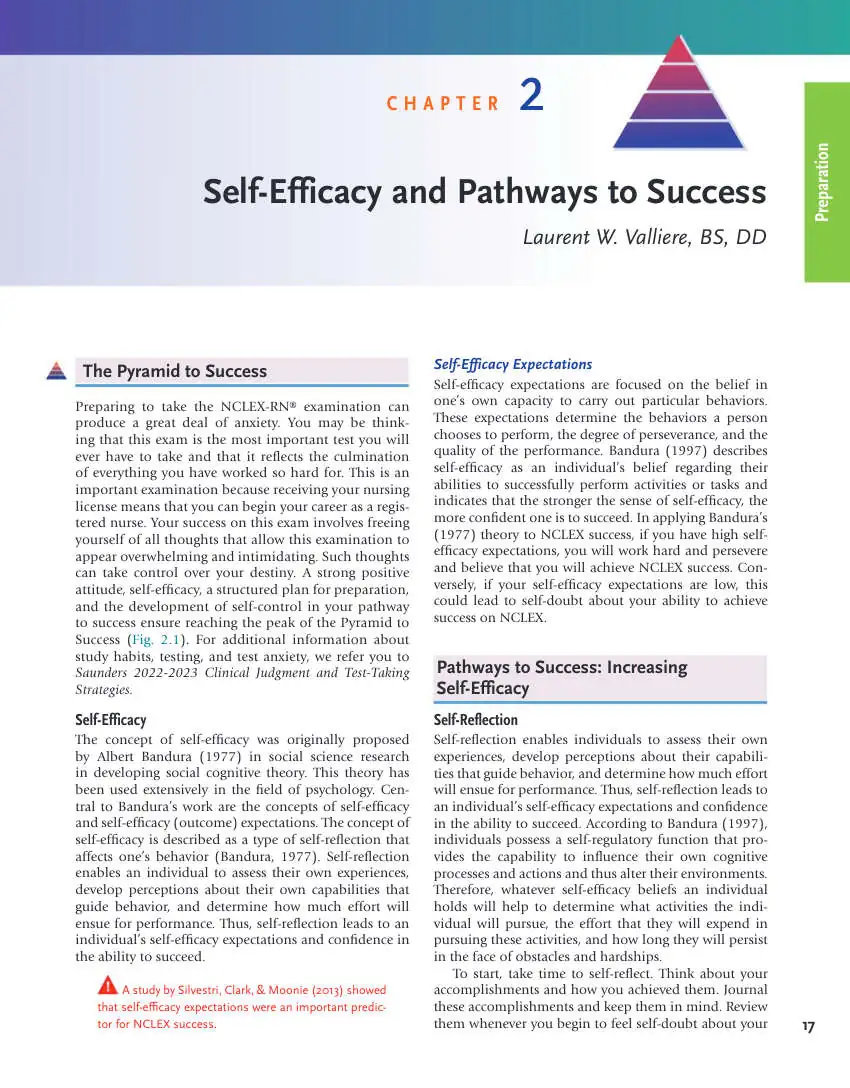 CHAPTER 2
Self-Efficacy and Pathways to Success
Laurent W. Valliere, BS, DD
Preparation
The Pyramid to Success
Preparing to take the NCLEX-RN® examination can
produce a great deal of anxiety. You may be think-
ing that this exam is the most important test you will
ever have to take and that it reflects the culmination
of everything you have worked so hard for. This is an
important examination because receiving your nursing
license means that you can begin your career as a regis-
tered nurse. Your success on this exam involves freeing
yourself of all thoughts that allow this examination to
appear overwhelming and intimidating. Such thoughts
can take control over your destiny. A strong positive
attitude, self-efficacy, a structured plan for preparation,
and the development of self-control in your pathway
to success ensure reaching the peak of the Pyramid to
Success (Fig. 2.1). For additional information about
study habits, testing, and test anxiety, we refer you to
Saunders 2022-2023 Clinical Judgment and Test-Taking
Strategies.
Self-Efficacy
The concept of self-efficacy was originally proposed
by Albert Bandura (1977) in social science research
in developing social cognitive theory. This theory has
been used extensively in the field of psychology. Cen-
tral to Bandura's work are the concepts of self-efficacy
and self-efficacy (outcome) expectations. The concept of
self-efficacy is described as a type of self-reflection that
affects one's behavior (Bandura, 1977). Self-reflection
enables an individual to assess their own experiences,
develop perceptions about their own capabilities that
guide behavior, and determine how much effort will
ensue for performance. Thus, self-reflection leads to an
individual's self-efficacy expectations and confidence in
the ability to succeed.
A study by Silvestri, Clark, & Moonie (2013) showed
that self-efficacy expectations were an important predic-
tor for NCLEX success.
Self-Efficacy Expectations
Self-efficacy expectations are focused on the belief in
one's own capacity to carry out particular behaviors.
These expectations determine the behaviors a person
chooses to perform, the degree of perseverance, and the
quality of the performance. Bandura (1997) describes
self-efficacy as an individual's belief regarding their
abilities to successfully perform activities or tasks and
indicates that the stronger the sense of self-efficacy, the
more confident one is to succeed. In applying Bandura's
(1977) theory to NCLEX success, if you have high self-
efficacy expectations, you will work hard and persevere
and believe that you will achieve NCLEX success. Con-
versely, if your self-efficacy expectations are low, this
could lead to self-doubt about your ability to achieve
success on NCLEX.
Pathways to Success: Increasing
Self-Efficacy
Self-Reflection
Self-reflection enables individuals to assess their own
experiences, develop perceptions about their capabili-
ties that guide behavior, and determine how much effort
will ensue for performance. Thus, self-reflection leads to
an individual's self-efficacy expectations and confidence
in the ability to succeed. According to Bandura (1997),
individuals possess a self-regulatory function that pro-
vides the capability to influence their own cognitive
processes and actions and thus alter their environments.
Therefore, whatever self-efficacy beliefs an individual
holds will help to determine what activities the indi-
vidual will pursue, the effort that they will expend in
pursuing these activities, and how long they will persist
in the face of obstacles and hardships.
To start, take time to self-reflect. Think about your
accomplishments and how you achieved them. Journal
these accomplishments and keep them in mind. Review
them whenever you begin to feel self-doubt about your
17